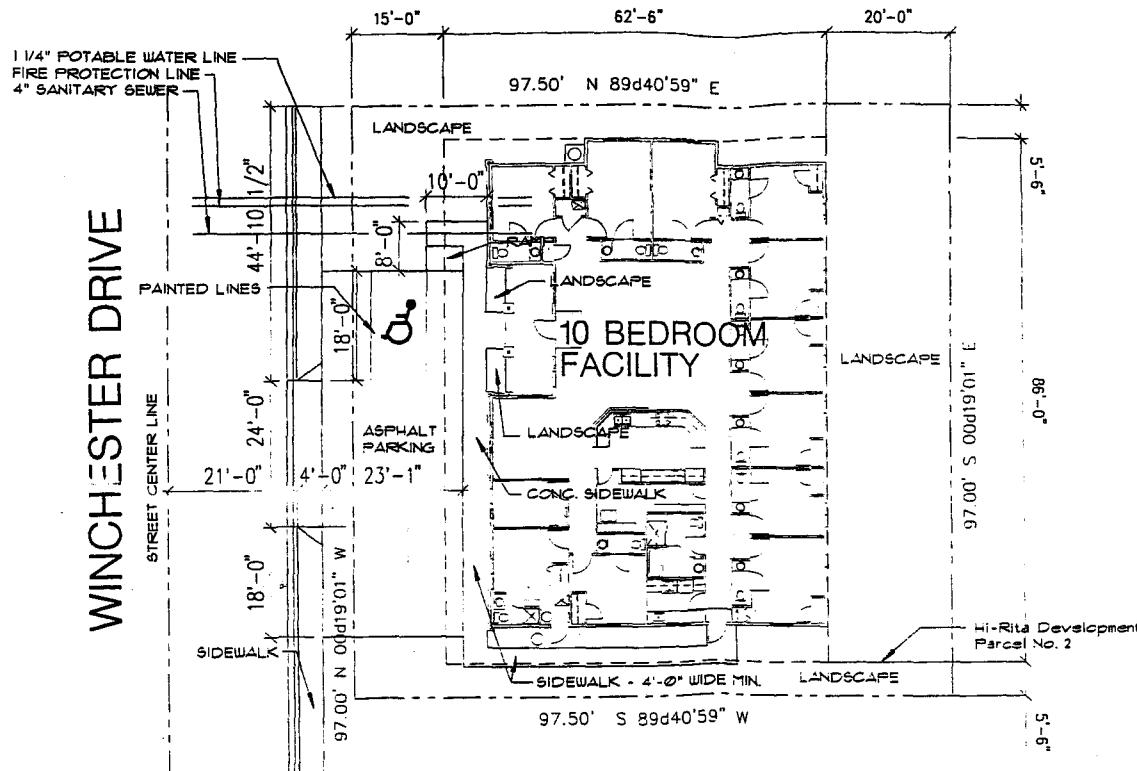 15'-0"
62'-6"
20'-0"
1 1/4" POTABLE WATER LINE
FIRE PROTECTION LINE
4" SANITARY SEWER
97.50' N 89d40'59" E
LANDSCAPE
5'-6"
10'-0"
44'-10 1/2"
8'-0"
WINCHESTER DRIVE
STREET CENTER LINE
PAINTED LINES
LANDSCAPE
18'-0"
10 BEDROOM
FACILITY
LANDSCAPE
97.00' S 00d19'01" E
86'-0"
24'-0"
ASPHALT
PARKING
LANDSCAPE
21'-0"
4'-0"
23'-1"
CONC. SIDEWALK
18'-0"
97.00' N 00d19'01" W
SIDEWALK
Hi-Rita Development
Parcel No. 2
SIDEWALK - 4'-0" WIDE MIN.
LANDSCAPE
97.50' S 89d40'59" W
5'-6"